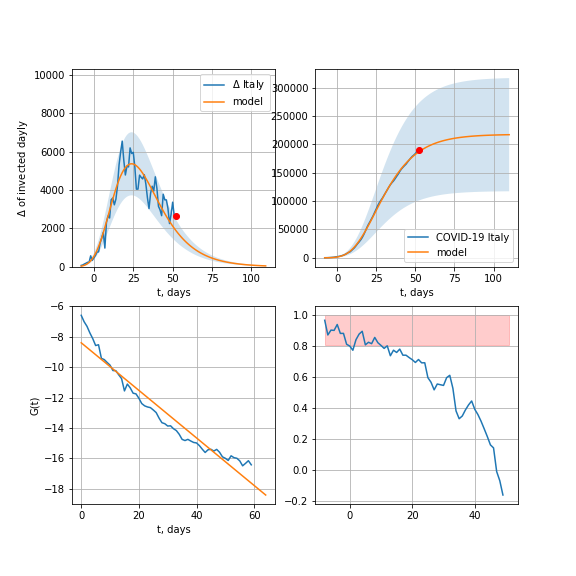 Δ of invected dayly
10000
8000
6000
4000
2000
0
Δ Italy
model
0 25 50 75 100
t, days
300000
250000
200000
150000
100000
50000
0
COVID-19 Italy
model
0 25 50 75 100
t, days
G(t)
−6
−8
−10
−12
−14
−16
−18
0 20 40 60
t, days
1.0
0.8
0.6
0.4
0.2
0.0
−0.2
0 20 40